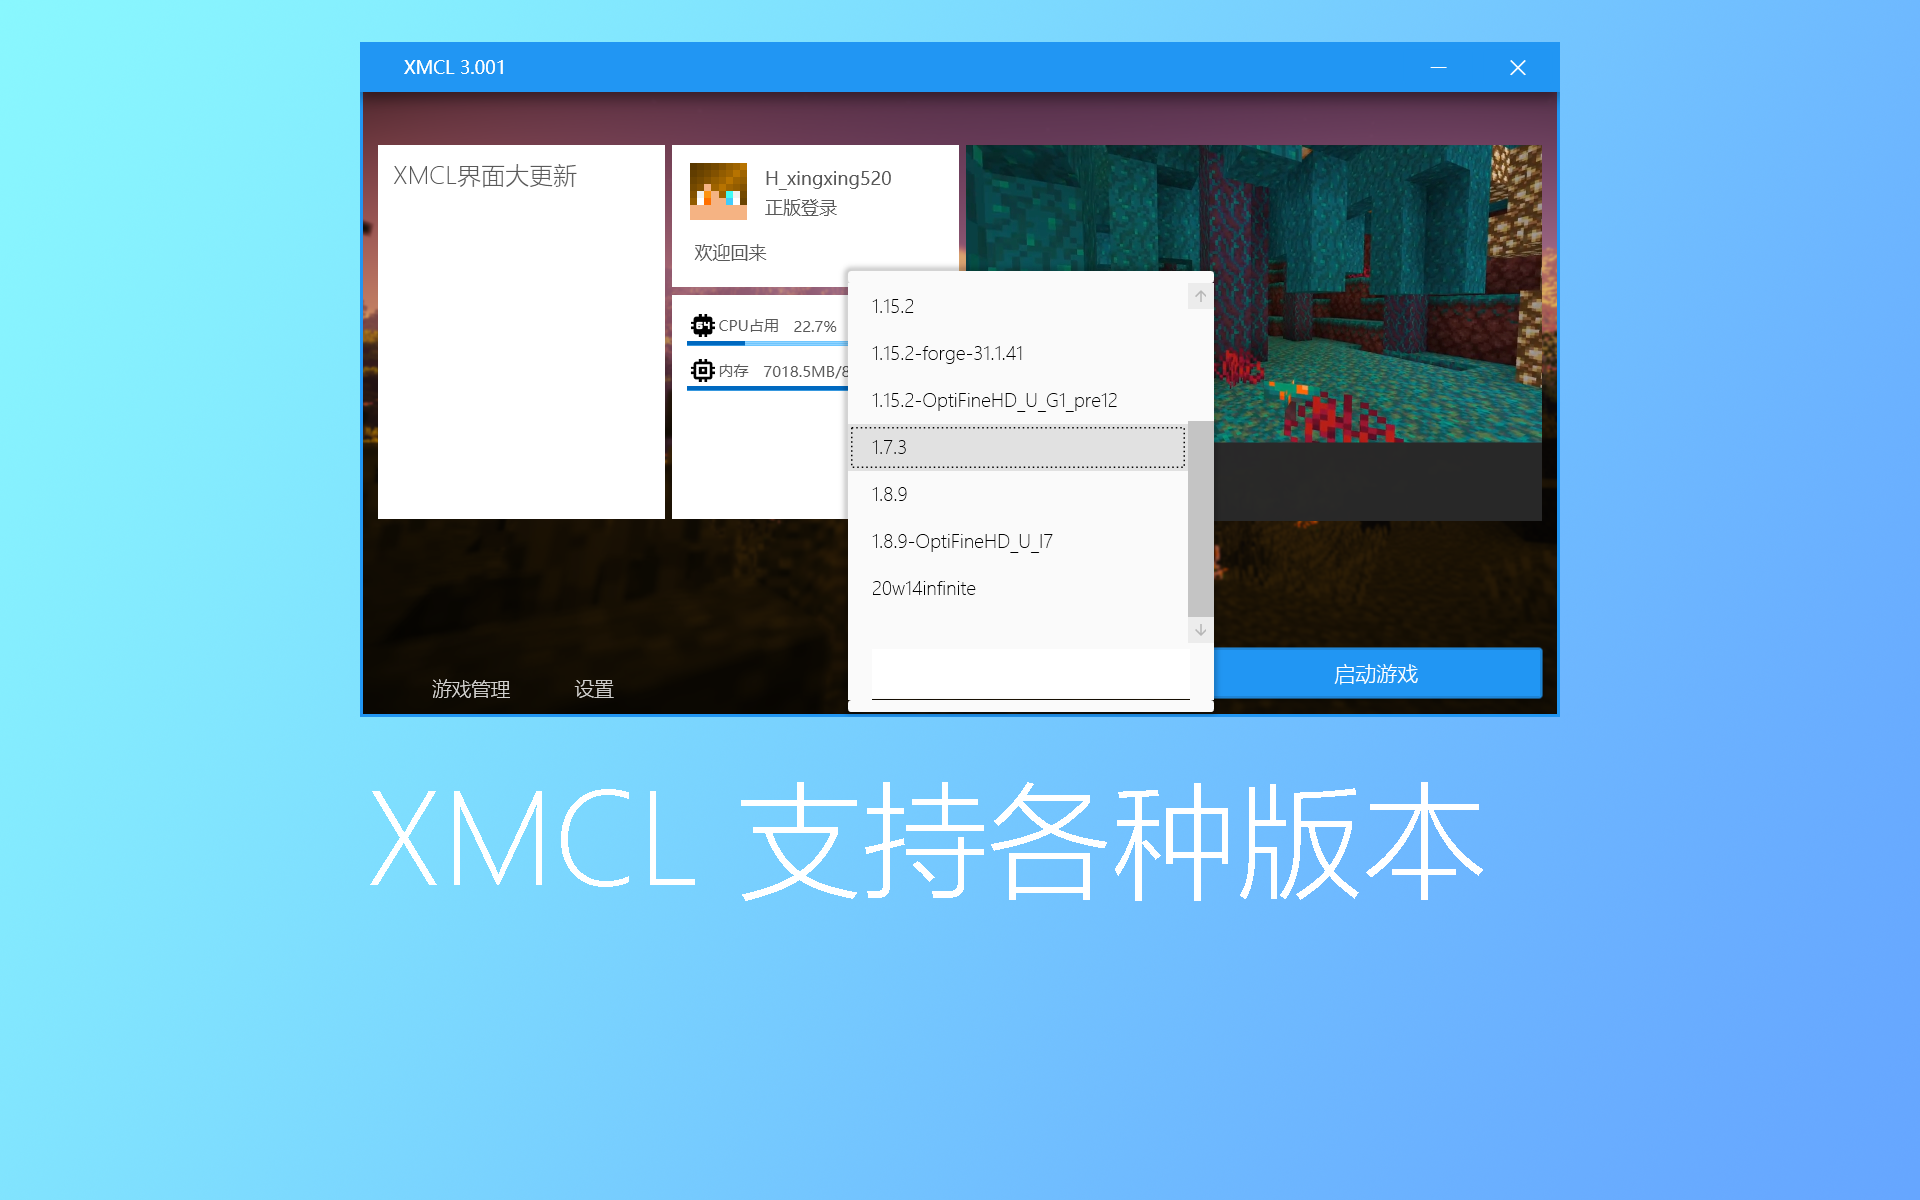 XMCL 3.001
XMCL界面大更新
H_xingxing520
正版登录
欢迎回来
64
CPU占用 22.7%
内存 7018.5MB/8
1.15.2
1.15.2-forge-31.1.41
1.15.2-OptiFineHD_U_G1_pre12
1.7.3
1.8.9
1.8.9-OptiFineHD_U_I7
20w14infinite
游戏管理
设置
启动游戏
XMCL 支持各种版本